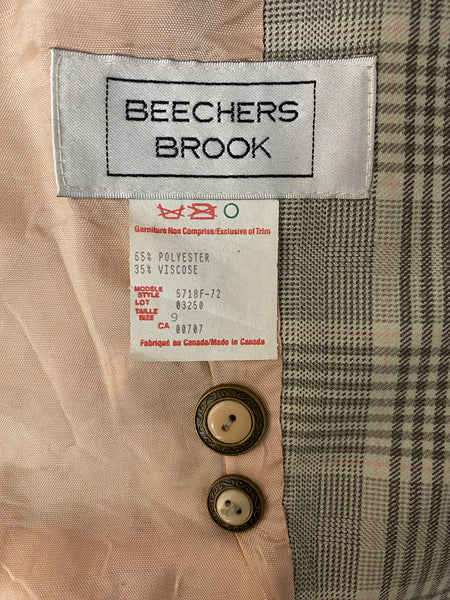 BEECHERS
BROOK
Garniture Non Comprise/Exclusive of Trim
65% POLYESTER
35% VISCOSE
MODÈLE
STYLE 5718F-72
LOT 03250
TAILLE
SIZE 9
CA 00707
Fabriqué au Canada/Made in Canada